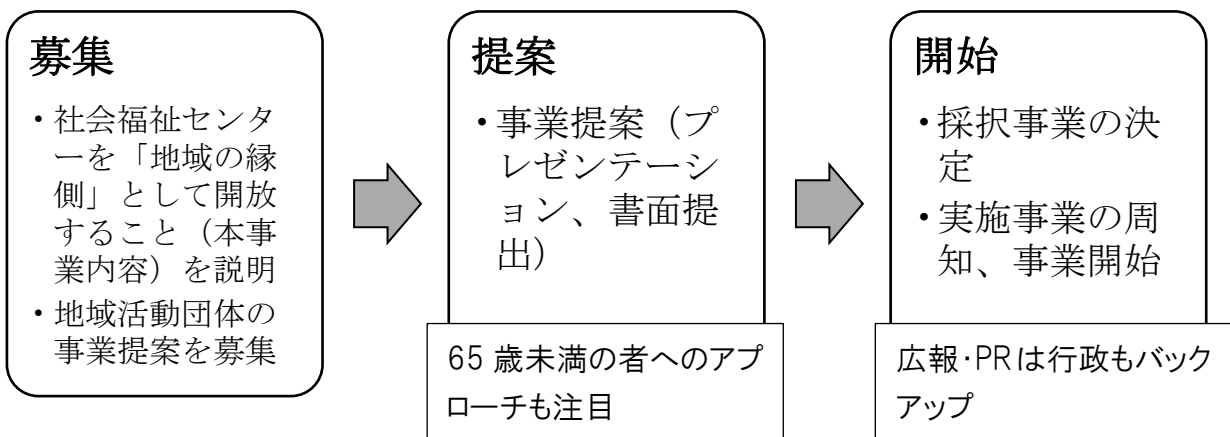 募集
・社会福祉センタ
ーを「地域の縁
側」として開放
すること（本事
業内容）を説明
・地域活動団体の
事業提案を募集
提案
・事業提案（プ
レゼンテーシ
ョン、書面提
出）
65 歳未満の者へのアプ
ローチも注目
開始
・採択事業の決
定
・実施事業の周
知、事業開始
広報・PRは行政もバック
アップ